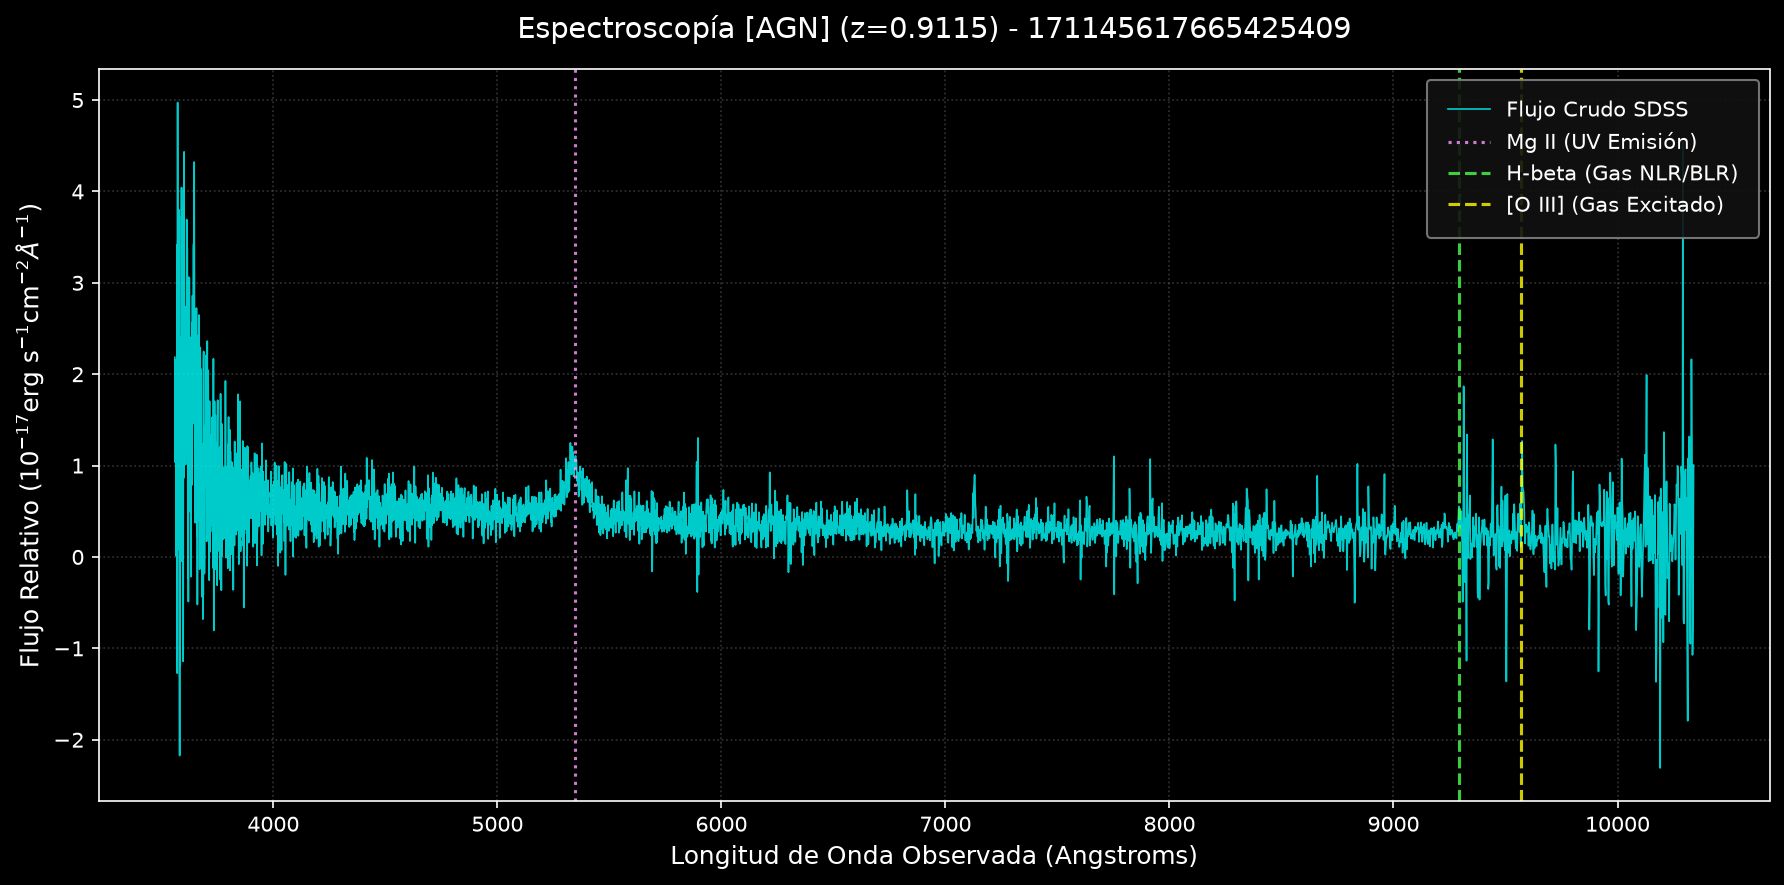 Espectroscopía [AGN] (z=0.9115) - 171145617665425409
Flujo Crudo SDSS
Mg II (UV Emisión)
H-beta (Gas NLR/BLR)
[O III] (Gas Excitado)
Flujo Relativo (10⁻¹⁷erg s⁻¹cm⁻²Å⁻¹)
5
4
3
2
1
0
−1
−2
4000 5000 6000 7000 8000 9000 10000
Longitud de Onda Observada (Angstroms)